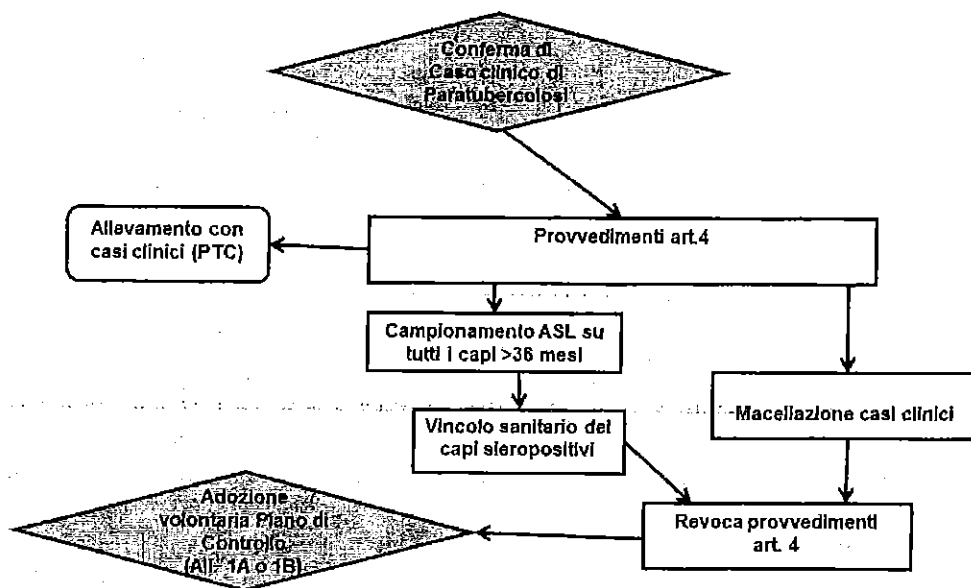 Conferma di
Caso clinico di
Paratubercolosi
Allevamento con
casi clinici (PTC)
Provvedimenti art.4
Campionamento ASL su
tutti i capi >36 mesi
Vincolo sanitario dei
capi sieropositivi
Macellazione casi clinici
Adozione
volontaria Piano di
Controllo
(All. 1A o 1B)
Revoca provvedimenti
art. 4